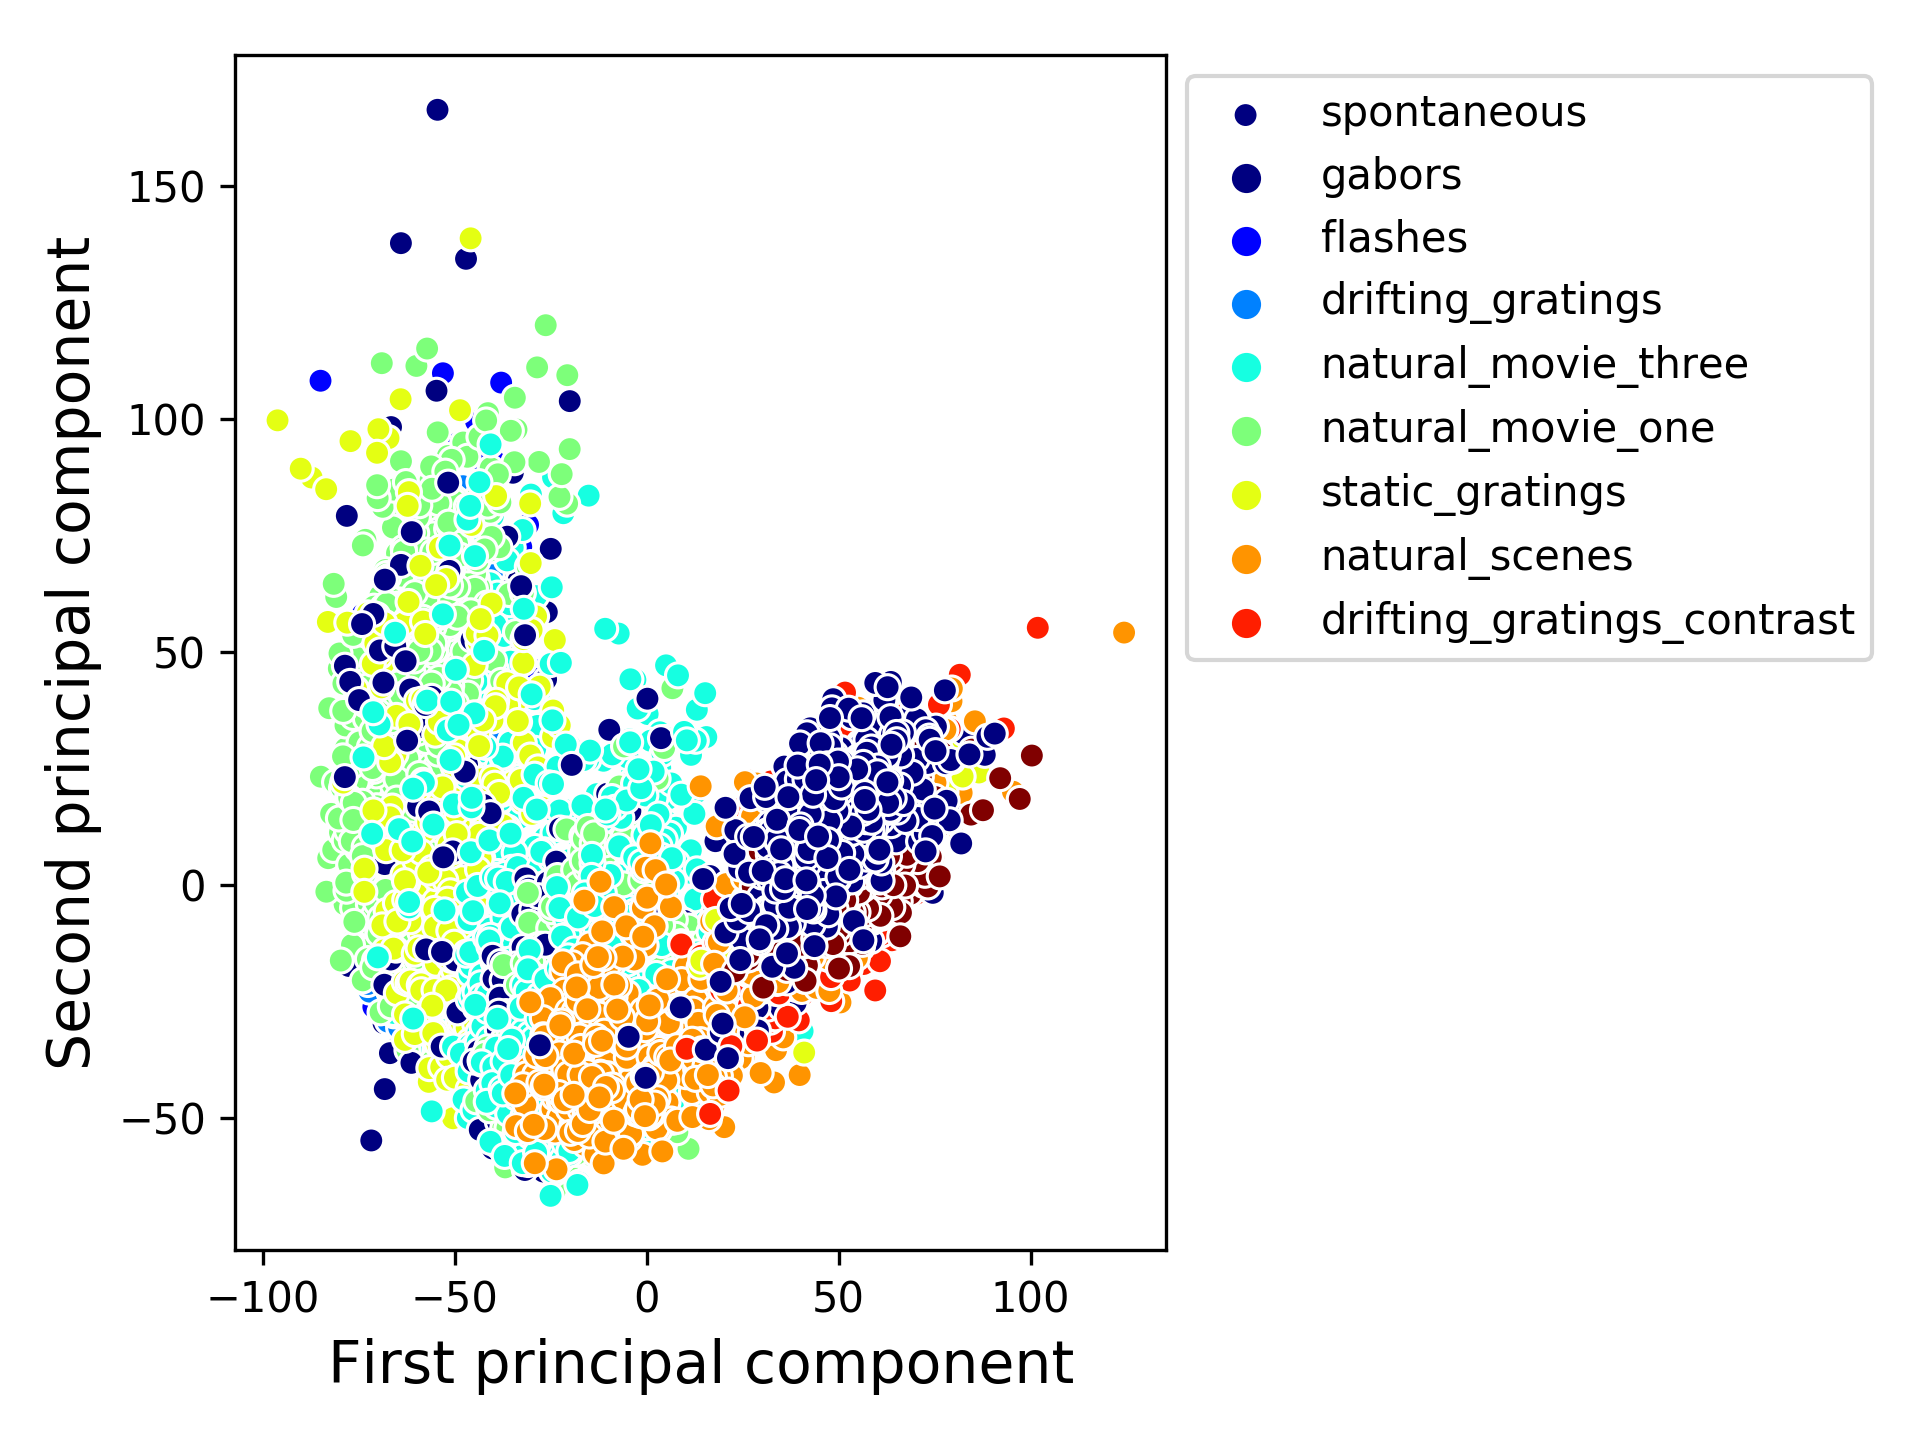 Second principal component
150
100
50
0
−50
−100
−50
0
50
100
First principal component
spontaneous
gabors
flashes
drifting_gratings
natural_movie_three
natural_movie_one
static_gratings
natural_scenes
drifting_gratings_contrast